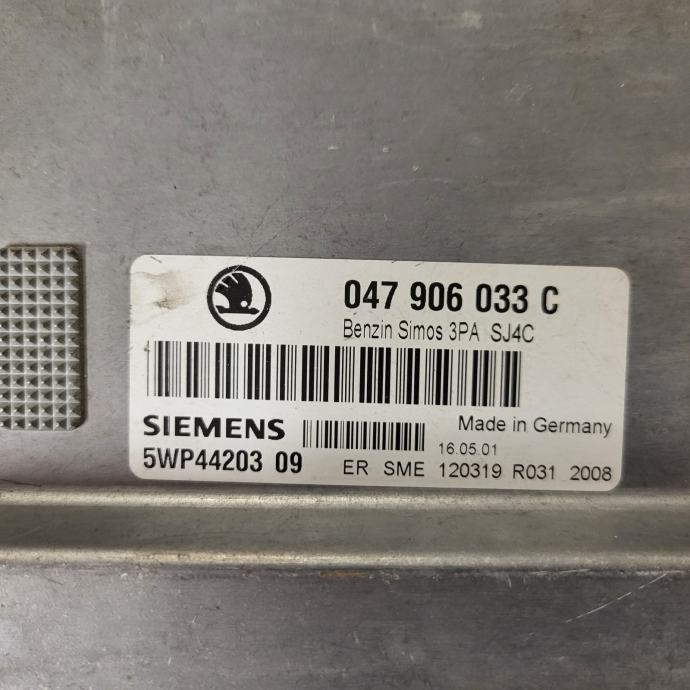 047 906 033 C
Benzin Simos 3PA SJ4C
SIEMENS
Made in Germany
16.05.01
5WP44203 09
ER SME 120319 R031 2008